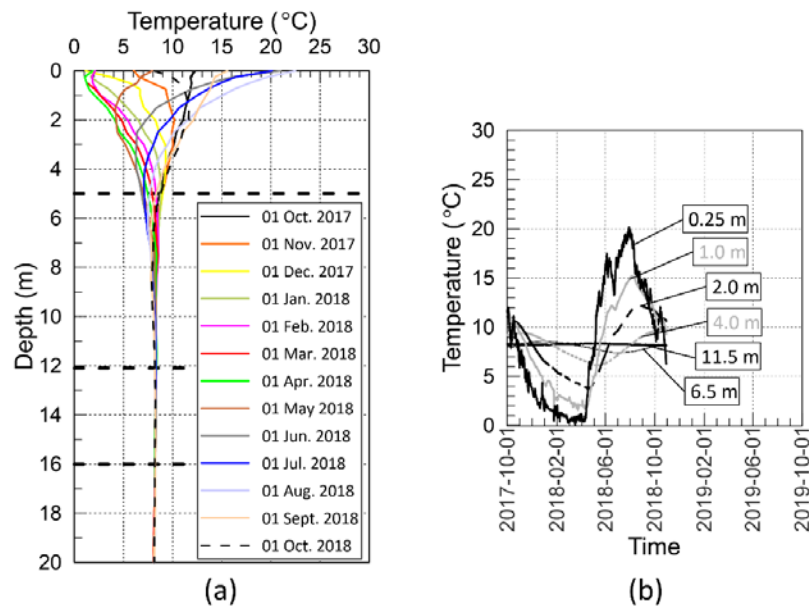 Temperature (°C)
0 5 10 15 20 25 30
0
2
4
6
8
10
12
14
16
18
20
Depth (m)
01 Oct. 2017
01 Nov. 2017
01 Dec. 2017
01 Jan. 2018
01 Feb. 2018
01 Mar. 2018
01 Apr. 2018
01 May 2018
01 Jun. 2018
01 Jul. 2018
01 Aug. 2018
01 Sept. 2018
01 Oct. 2018
(a)
30
25
20
15
10
5
0
Temperature (°C)
0.25 m
1.0 m
2.0 m
4.0 m
11.5 m
6.5 m
2017-10-01
2018-02-01
2018-06-01
2018-10-01
2019-02-01
2019-06-01
2019-10-01
Time
(b)